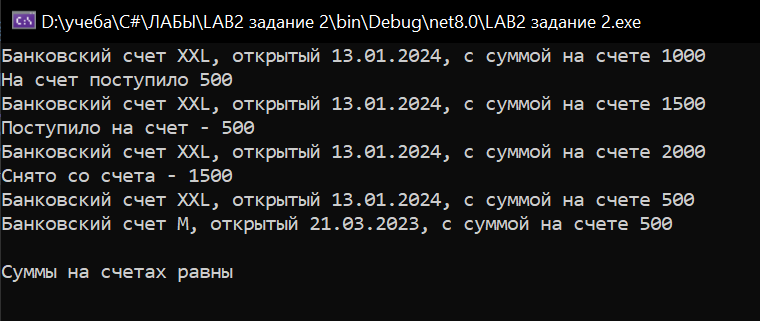 D:\учеба\C#\ЛАБЫ\LAB2 задание 2\bin\Debug\net8.0\LAB2 задание 2.exe
Банковский счет XXL, открытый 13.01.2024, с суммой на счете 1000
На счет поступило 500
Банковский счет XXL, открытый 13.01.2024, с суммой на счете 1500
Поступило на счет - 500
Банковский счет XXL, открытый 13.01.2024, с суммой на счете 2000
Снято со счета - 1500
Банковский счет XXL, открытый 13.01.2024, с суммой на счете 500
Банковский счет M, открытый 21.03.2023, с суммой на счете 500
Суммы на счетах равны